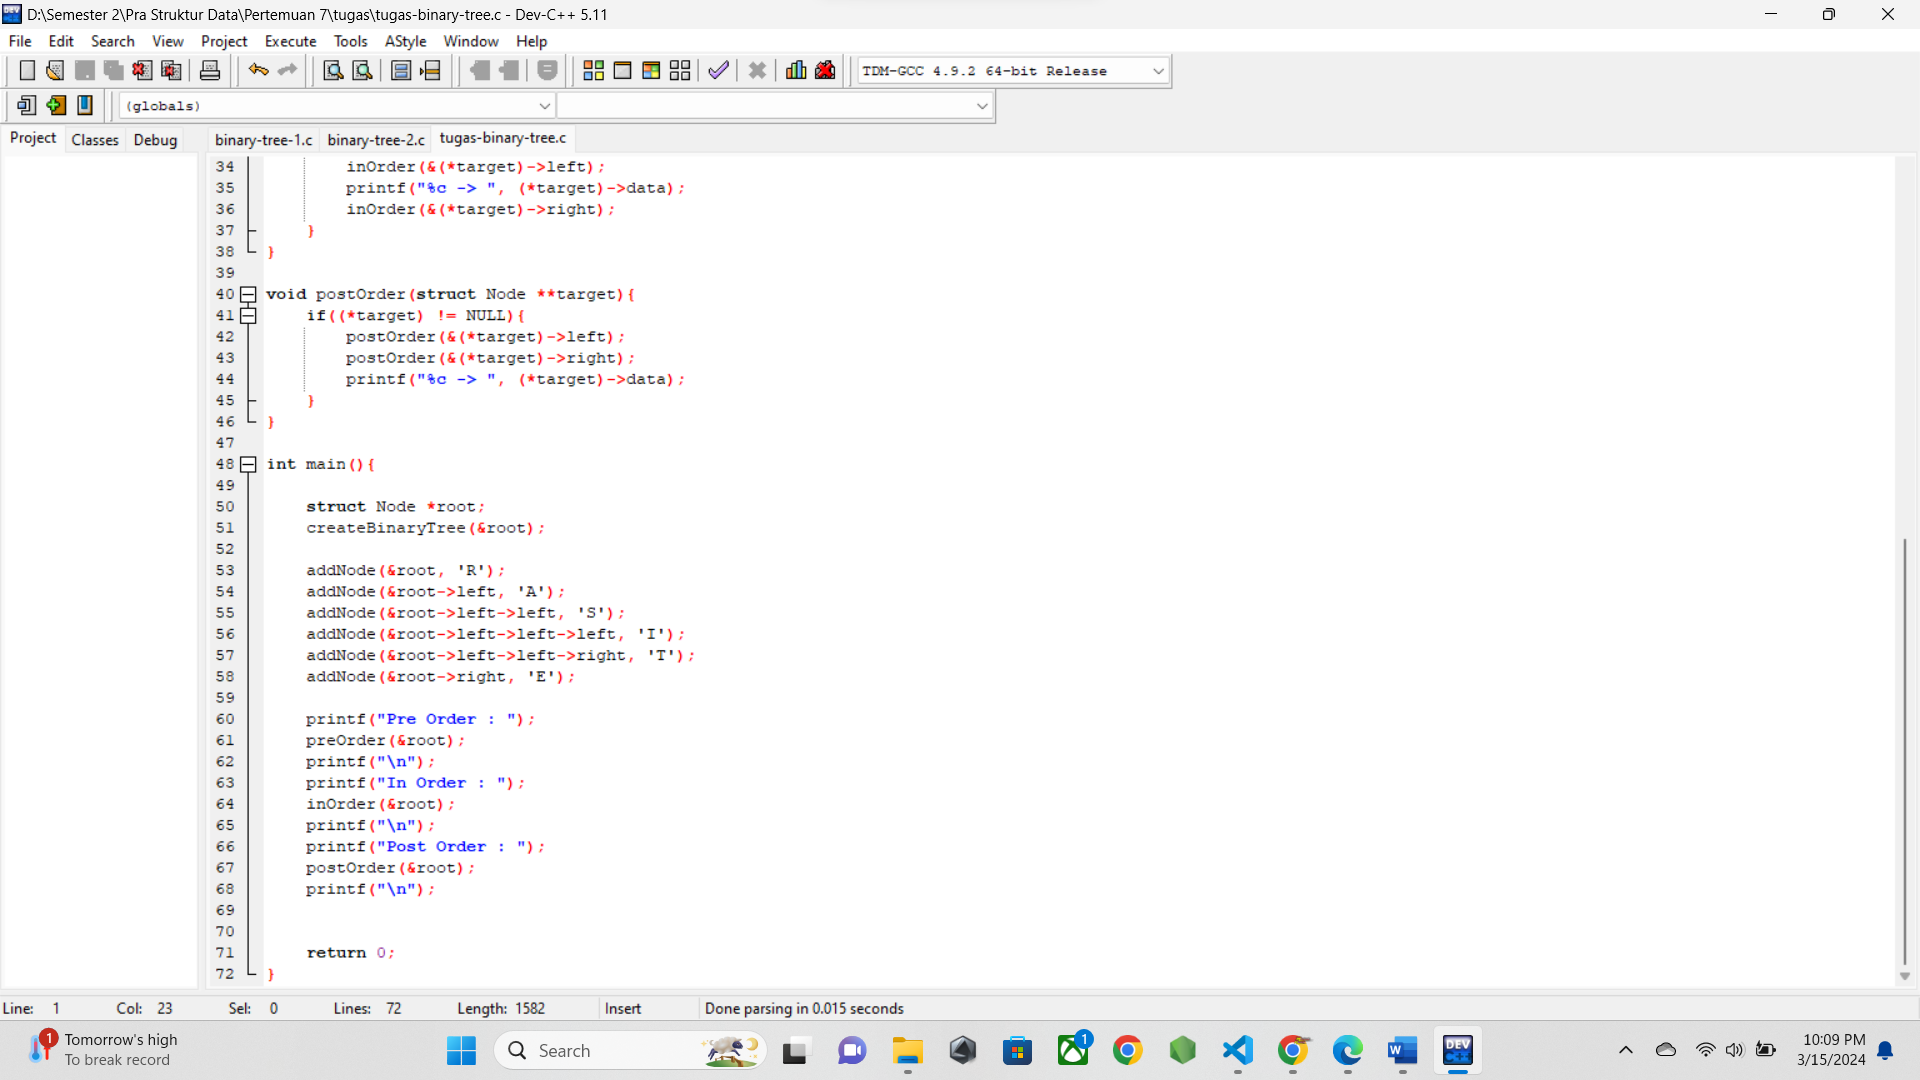 D:\Semester 2\Pra Struktur Data\Pertemuan 7\tugas\tugas-binary-tree.c - Dev-C++ 5.11
File Edit Search View Project Execute Tools AStyle Window Help
TDM-GCC 4.9.2 64-bit Release
(globals)
Project Classes Debug binary-tree-1.c binary-tree-2.c tugas-binary-tree.c
34 inOrder(&(*target)->left);
35 printf("%c -> ", (*target)->data);
36 inOrder(&(*target)->right);
37 }
38 }
39
40 void postOrder(struct Node **target){
41 if((*target) != NULL){
42 postOrder(&(*target)->left);
43 postOrder(&(*target)->right);
44 printf("%c -> ", (*target)->data);
45 }
46 }
47
48 int main(){
49
50 struct Node *root;
51 createBinaryTree(&root);
52
53 addNode(&root, 'R');
54 addNode(&root->left, 'A');
55 addNode(&root->left->left, 'S');
56 addNode(&root->left->left->left, 'I');
57 addNode(&root->left->left->right, 'T');
58 addNode(&root->right, 'E');
59
60 printf("Pre Order : ");
61 preOrder(&root);
62 printf("\n");
63 printf("In Order : ");
64 inOrder(&root);
65 printf("\n");
66 printf("Post Order : ");
67 postOrder(&root);
68 printf("\n");
69
70
71 return 0;
72 }
Line: 1 Col: 23 Sel: 0 Lines: 72 Length: 1582 Insert Done parsing in 0.015 seconds
1 Tomorrow's high
To break record
Search
1
W
DEV C++
10:09 PM
3/15/2024